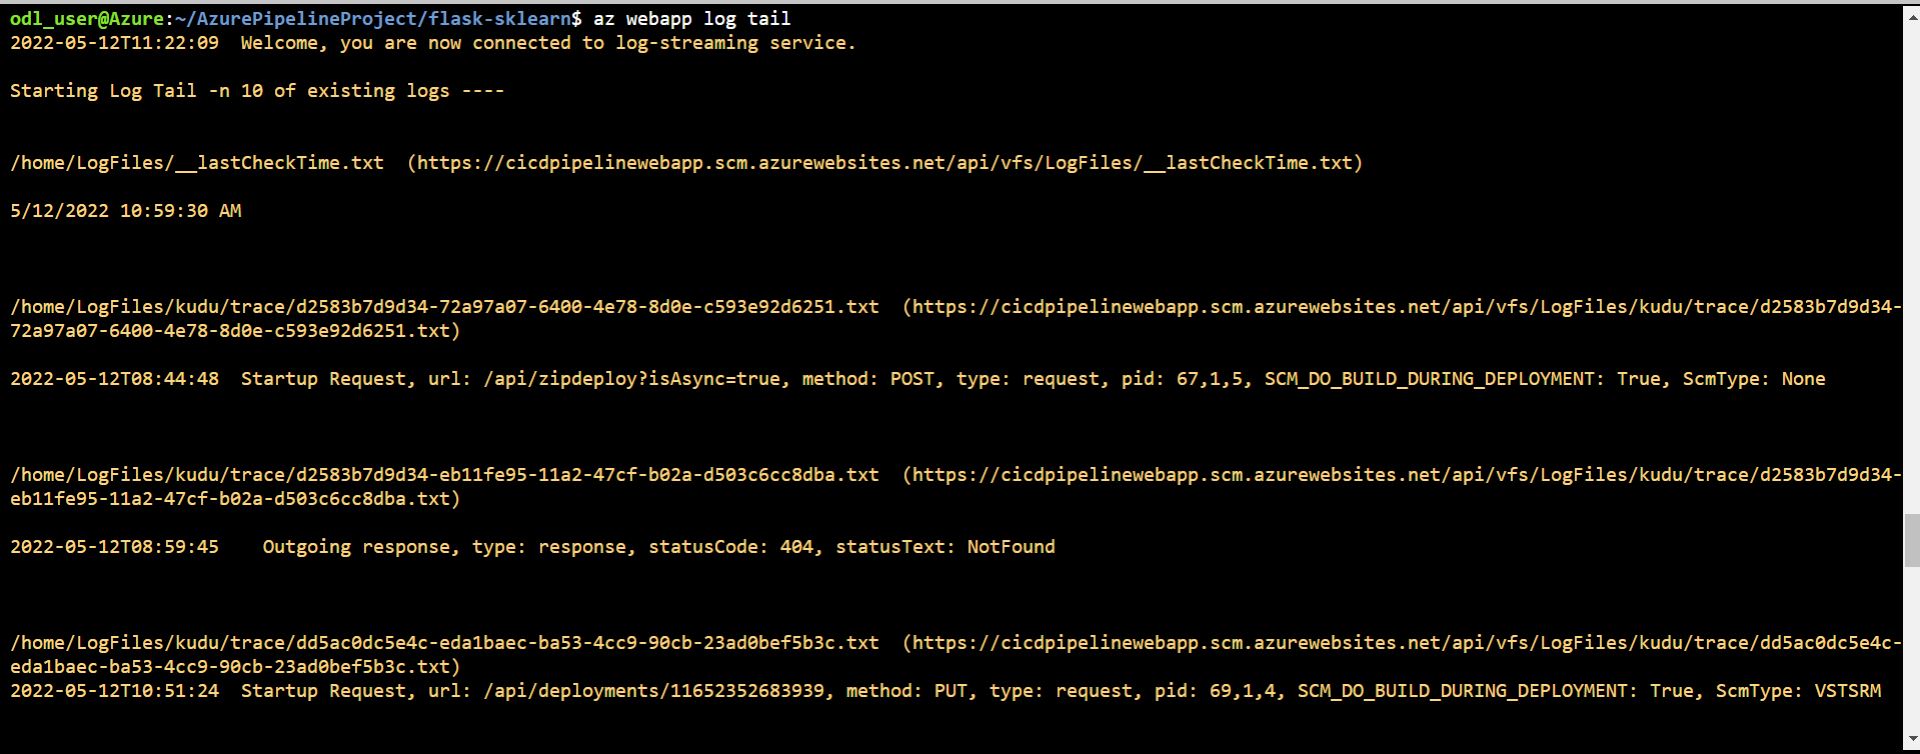 odl_user@Azure:~/AzurePipelineProject/flask-sklearn$ az webapp log tail
2022-05-12T11:22:09  Welcome, you are now connected to log-streaming service.
Starting Log Tail -n 10 of existing logs ----
/home/LogFiles/__lastCheckTime.txt  (https://cicdpipelinewebapp.scm.azurewebsites.net/api/vfs/LogFiles/__lastCheckTime.txt)
5/12/2022 10:59:30 AM
/home/LogFiles/kudu/trace/d2583b7d9d34-72a97a07-6400-4e78-8d0e-c593e92d6251.txt  (https://cicdpipelinewebapp.scm.azurewebsites.net/api/vfs/LogFiles/kudu/trace/d2583b7d9d34-
72a97a07-6400-4e78-8d0e-c593e92d6251.txt)
2022-05-12T08:44:48  Startup Request, url: /api/zipdeploy?isAsync=true, method: POST, type: request, pid: 67,1,5, SCM_DO_BUILD_DURING_DEPLOYMENT: True, ScmType: None
/home/LogFiles/kudu/trace/d2583b7d9d34-eb11fe95-11a2-47cf-b02a-d503c6cc8dba.txt  (https://cicdpipelinewebapp.scm.azurewebsites.net/api/vfs/LogFiles/kudu/trace/d2583b7d9d34-
eb11fe95-11a2-47cf-b02a-d503c6cc8dba.txt)
2022-05-12T08:59:45    Outgoing response, type: response, statusCode: 404, statusText: NotFound
/home/LogFiles/kudu/trace/dd5ac0dc5e4c-eda1baec-ba53-4cc9-90cb-23ad0bef5b3c.txt  (https://cicdpipelinewebapp.scm.azurewebsites.net/api/vfs/LogFiles/kudu/trace/dd5ac0dc5e4c-
eda1baec-ba53-4cc9-90cb-23ad0bef5b3c.txt)
2022-05-12T10:51:24  Startup Request, url: /api/deployments/11652352683939, method: PUT, type: request, pid: 69,1,4, SCM_DO_BUILD_DURING_DEPLOYMENT: True, ScmType: VSTSRM